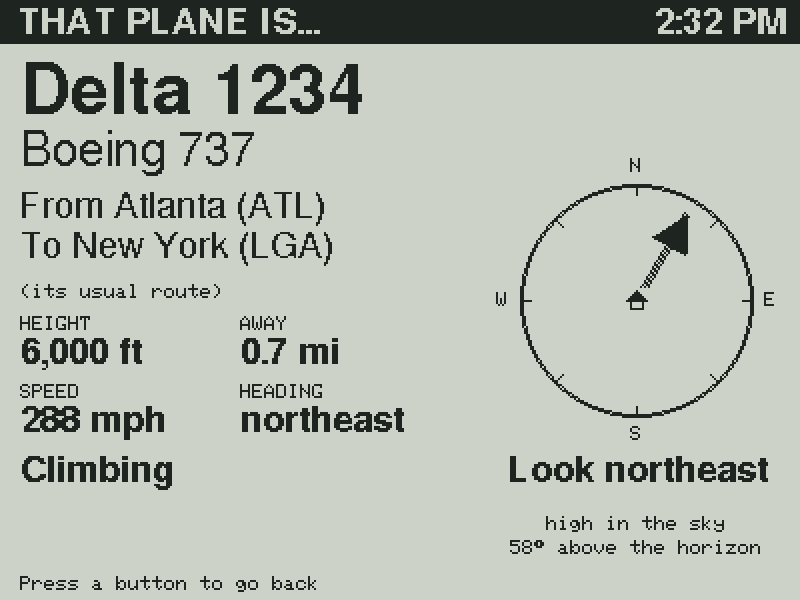 THAT PLANE IS...
2:32 PM
Delta 1234
Boeing 737
From Atlanta (ATL)
To New York (LGA)
(its usual route)
HEIGHT
AWAY
6,000 ft
0.7 mi
SPEED
HEADING
288 mph
northeast
Climbing
N
W
E
S
Look northeast
high in the sky
58° above the horizon
Press a button to go back